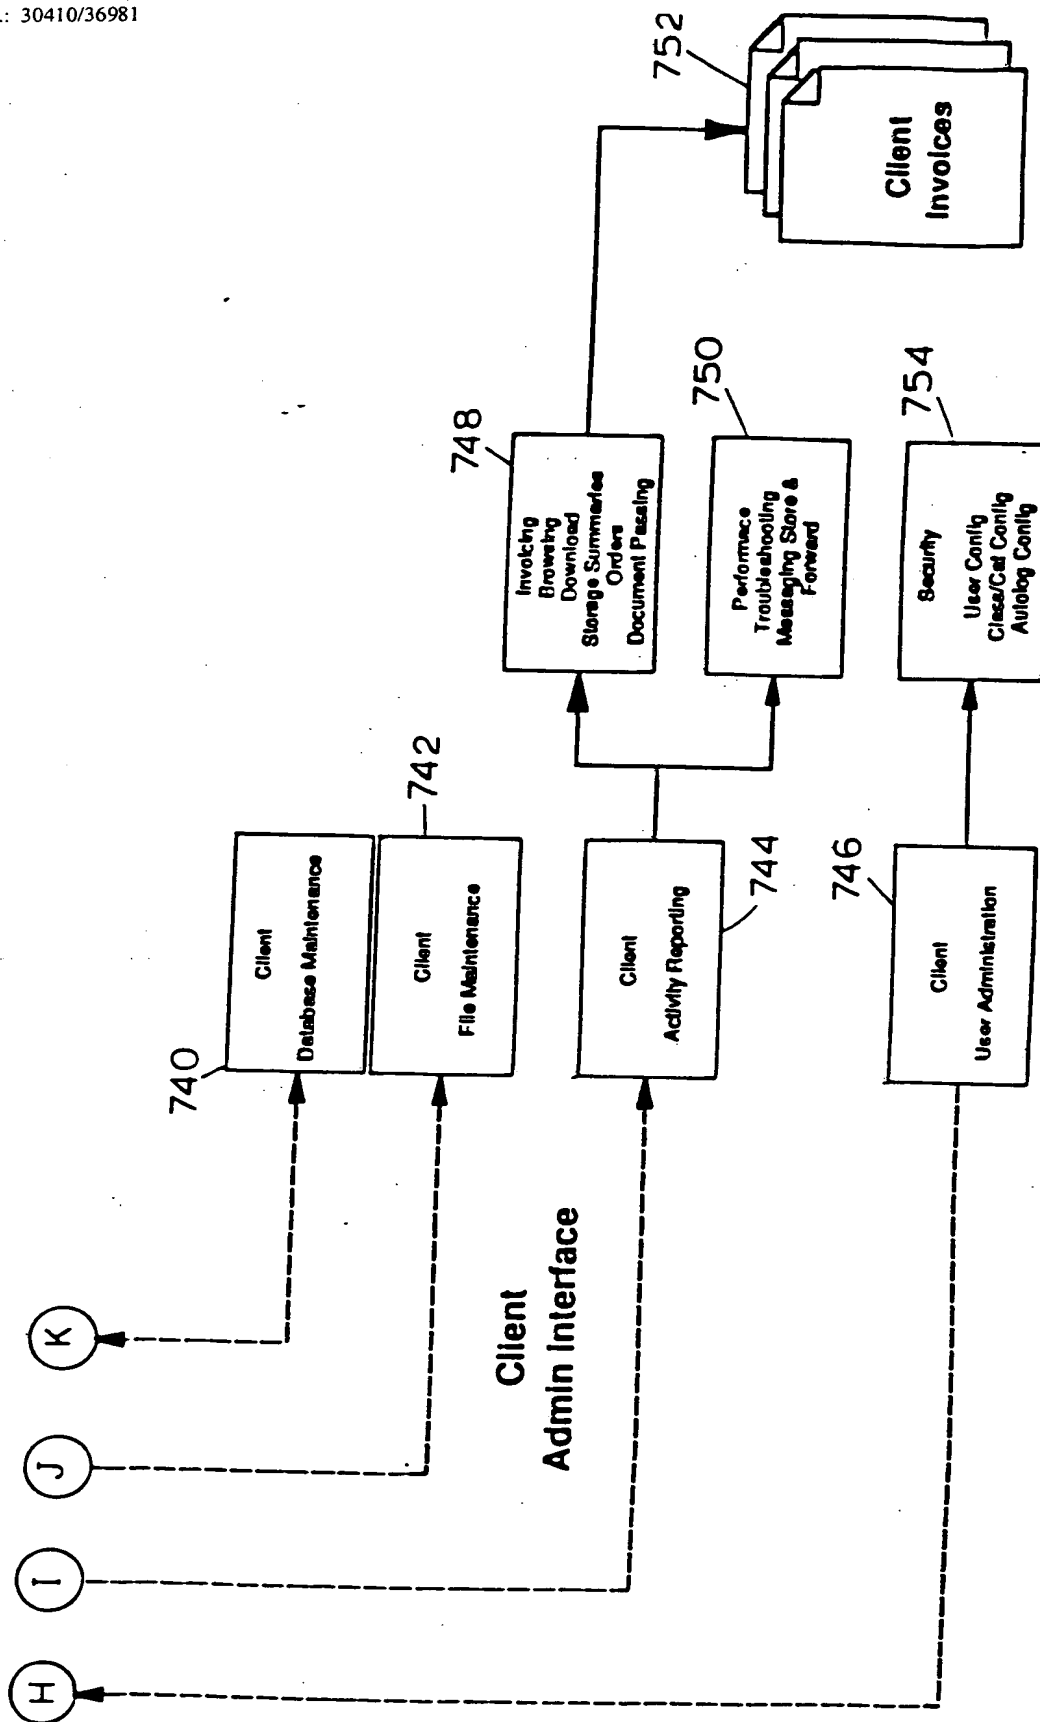 .: 30410/36981
H
I
J
K
Client
Admin Interface
740
Client
Database Maintenance
742
Client
File Maintenance
744
Client
Activity Reporting
746
Client
User Administration
748
Invoicing
Browsing
Download
Storage Summaries
Orders
Document Passing
750
Performace
Troubleshooting
Messaging Store &
Forward
754
Security
User Config
Class/Cat Config
Autolog Config
752
Client
Invoices